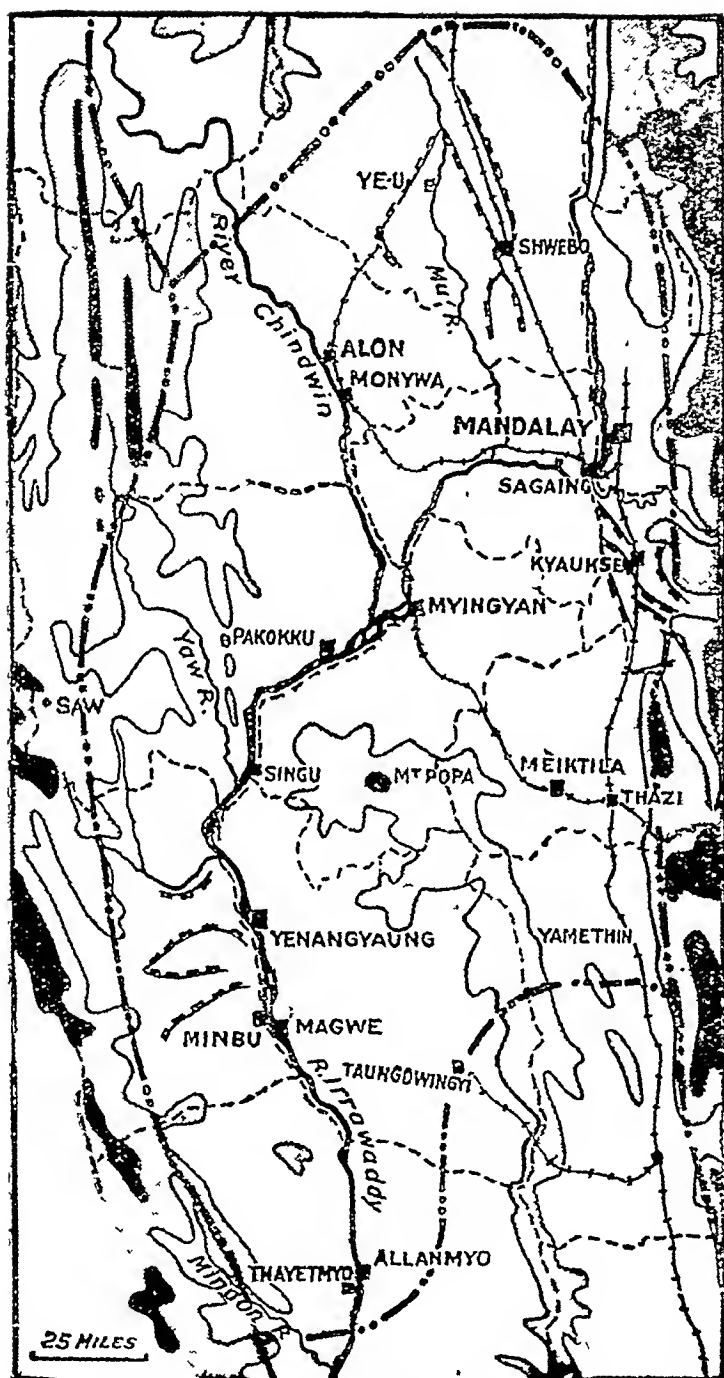 YE-U
River Chindwin
Mu R.
SHWEBO
ALON
MONYWA
MANDALAY
SAGAING
KYAUKSE
MYINGYAN
PAKOKKU
Yaw R.
SAW
SINGU
MT POPA
MEIKTILA
THAZI
YENANGYAUNG
YAMETHIN
MINBU
MAGWE
TAUNGDWINGYI
R. Irrawaddy
ALLANMYO
THAYETMYO
Mindon R.
25 MILES